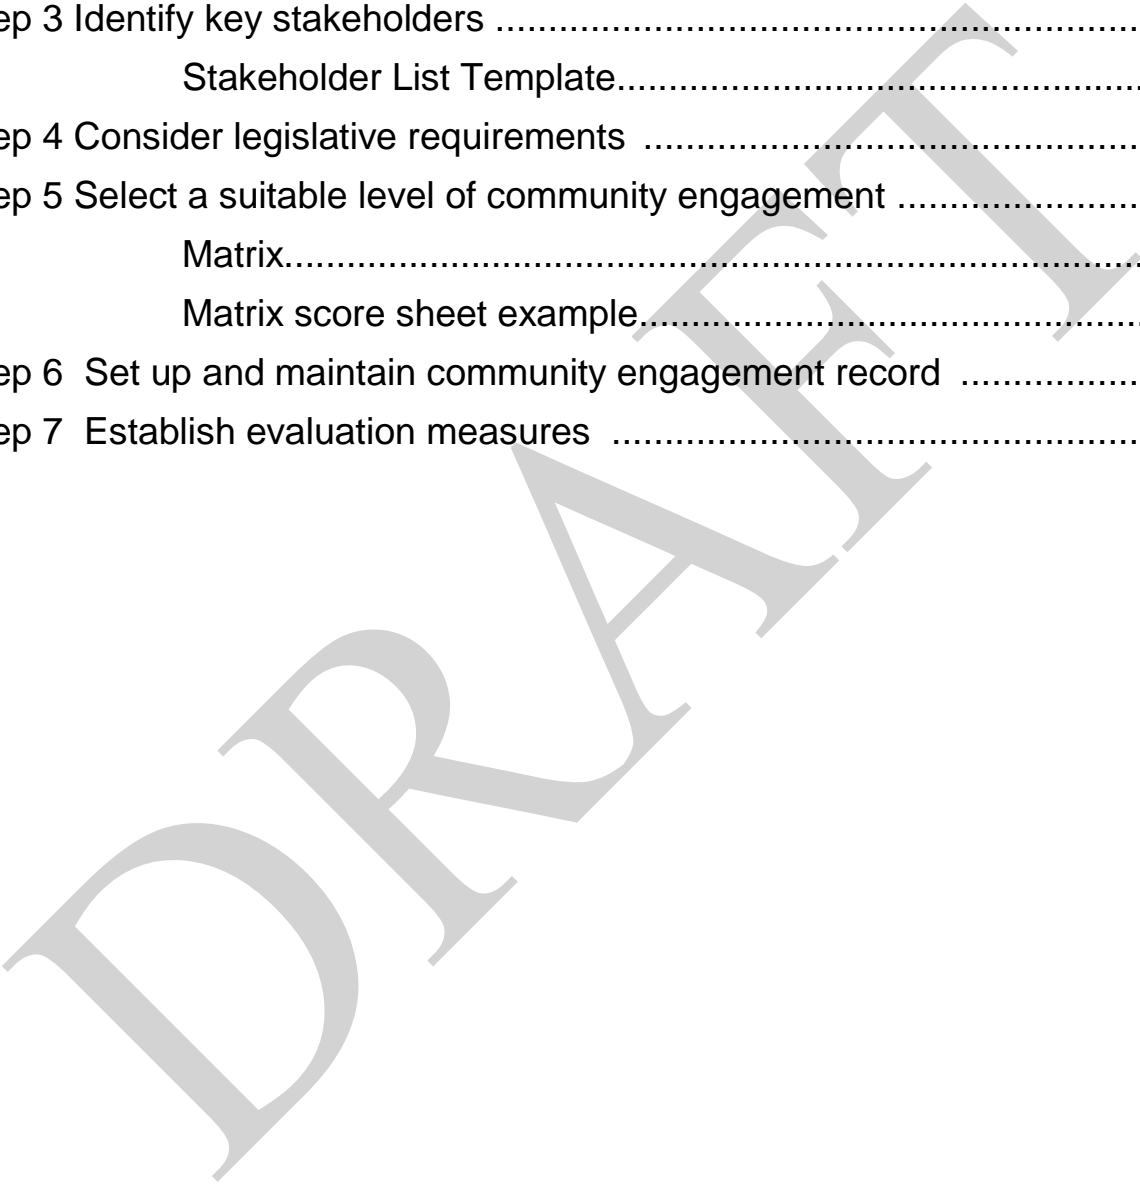 ep 3 Identify key stakeholders ............................................................
Stakeholder List Template..................................................
ep 4 Consider legislative requirements ...............................................
ep 5 Select a suitable level of community engagement .......................
Matrix..................................................................................
Matrix score sheet example................................................
ep 6  Set up and maintain community engagement record .................
ep 7  Establish evaluation measures ..................................................
DRAFT